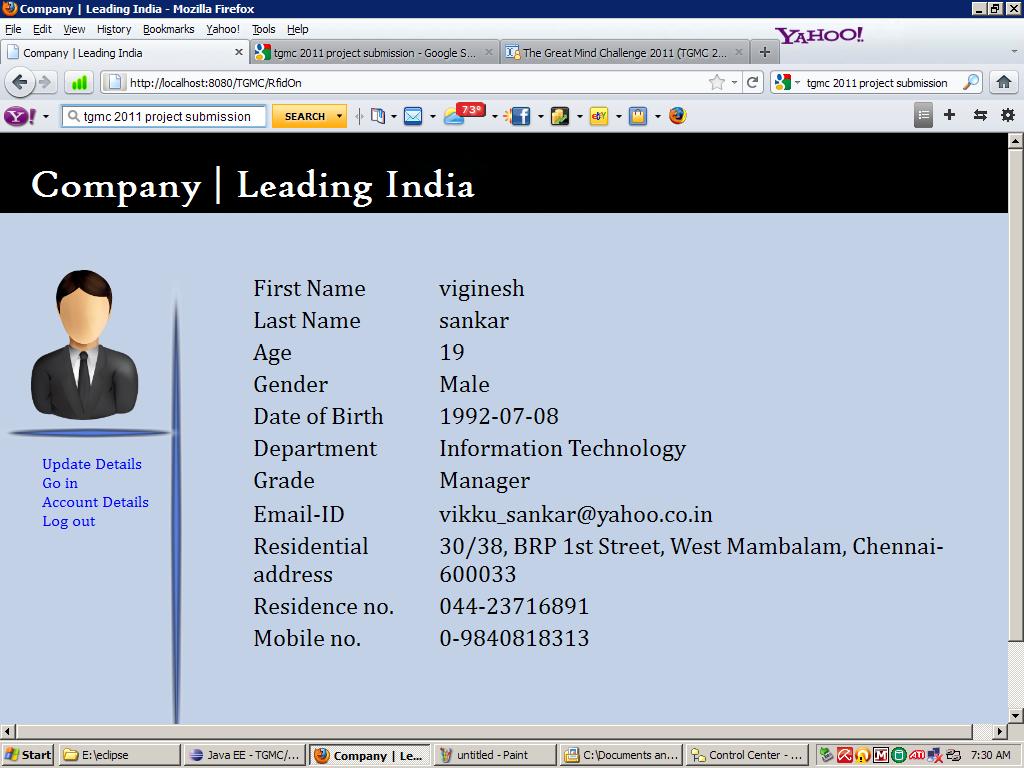 Company | Leading India - Mozilla Firefox
File Edit View History Bookmarks Yahoo! Tools Help
YAHOO!
Company | Leading India
tgmc 2011 project submission - Google S...
The Great Mind Challenge 2011 (TGMC 2...
http://localhost:8080/TGMC/RfidOn
tgmc 2011 project submission
Y! tgmc 2011 project submission SEARCH 73°
Company | Leading India
First Name viginesh
Last Name sankar
Age 19
Gender Male
Date of Birth 1992-07-08
Department Information Technology
Grade Manager
Email-ID vikku_sankar@yahoo.co.in
Residential address 30/38, BRP 1st Street, West Mambalam, Chennai-
600033
Residence no. 044-23716891
Mobile no. 0-9840818313
Update Details
Go in
Account Details
Log out
Start E:\eclipse Java EE - TGMC/... Company | Le... untitled - Paint C:\Documents an... Control Center - ... 7:30 AM